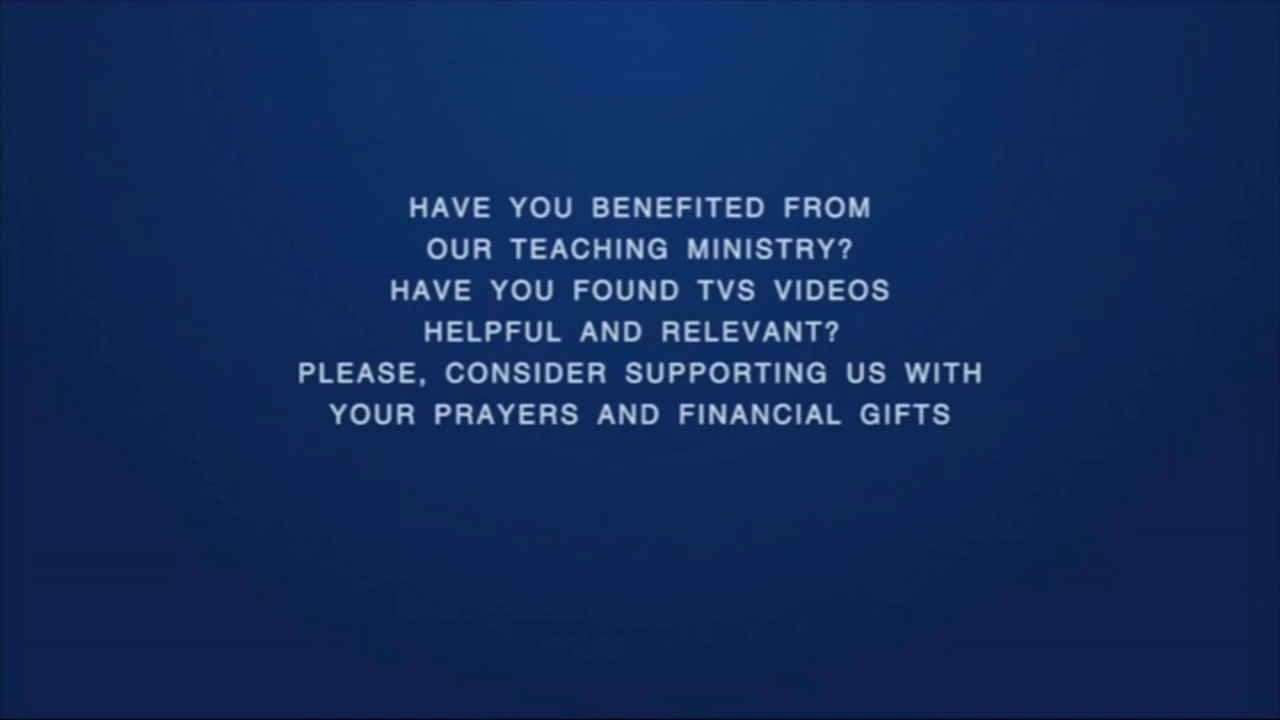 HAVE YOU BENEFITED FROM
OUR TEACHING MINISTRY?
HAVE YOU FOUND TVS VIDEOS
HELPFUL AND RELEVANT?
PLEASE, CONSIDER SUPPORTING US WITH
YOUR PRAYERS AND FINANCIAL GIFTS